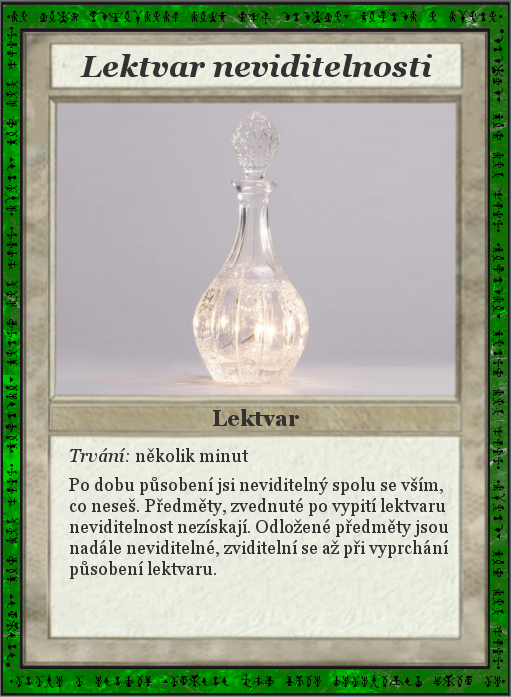 Lektvar neviditelnosti
Lektvar
Trvání: několik minut
Po dobu působení jsi neviditelný spolu se vším,
co neseš. Předměty, zvednuté po vypití lektvaru
neviditelnost nezískají. Odložené předměty jsou
nadále neviditelné, zviditelní se až při vyprchání
působení lektvaru.